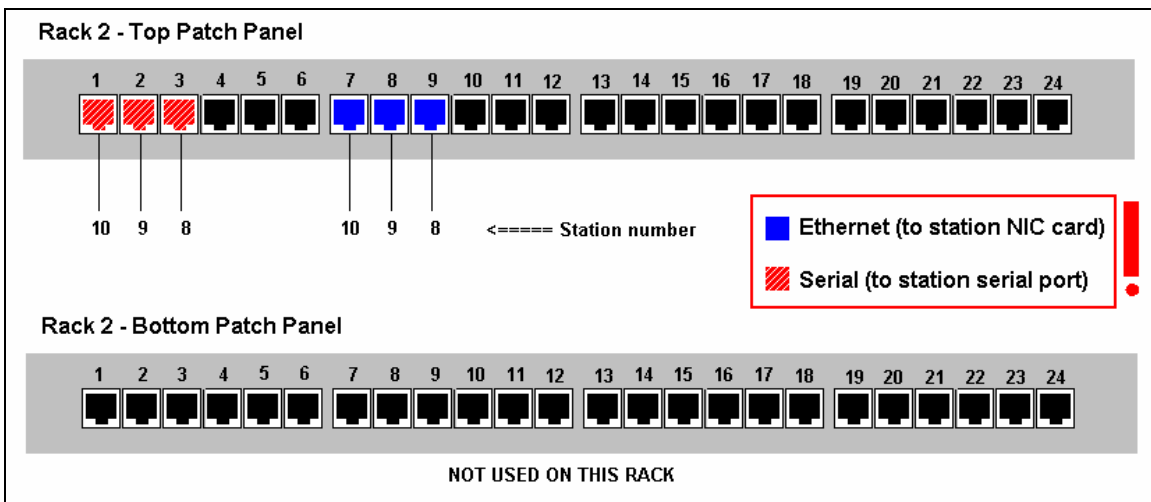 Rack 2 - Top Patch Panel
1 2 3 4 5 6 7 8 9 10 11 12 13 14 15 16 17 18 19 20 21 22 23 24
10 9 8 10 9 8 <===== Station number
Ethernet (to station NIC card)
Serial (to station serial port)
!
Rack 2 - Bottom Patch Panel
1 2 3 4 5 6 7 8 9 10 11 12 13 14 15 16 17 18 19 20 21 22 23 24
NOT USED ON THIS RACK